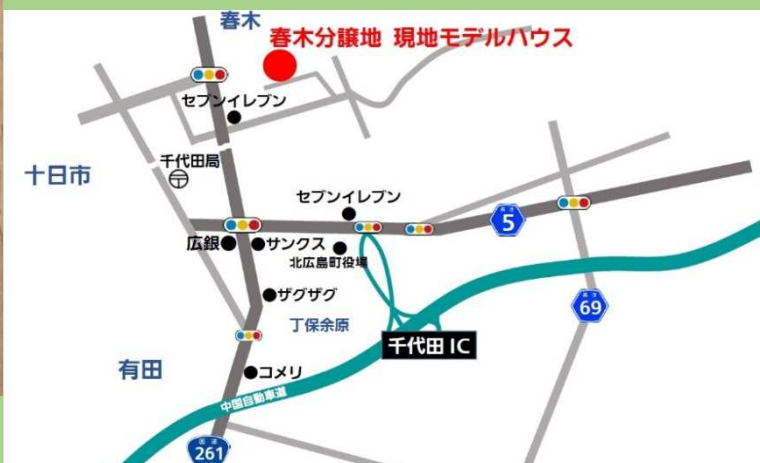 春木
春木分譲地 現地モデルハウス
セブンイレブン
千代田局
十日市
セブンイレブン
5
広銀
サンクス
北広島町役場
ザグザグ
丁保余原
69
千代田 IC
有田
コメリ
中国自動車道
国道
261